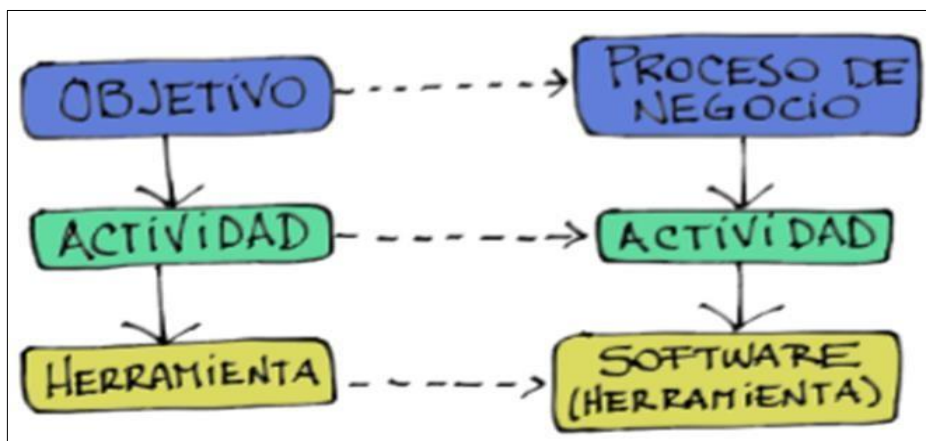 OBJETiVO
PROCESO DE
NEGOCiO
ACTiViDAD
ACTiViDAD
HERRAMiENTA
SOFTWARE
(HERRAMiENTA)